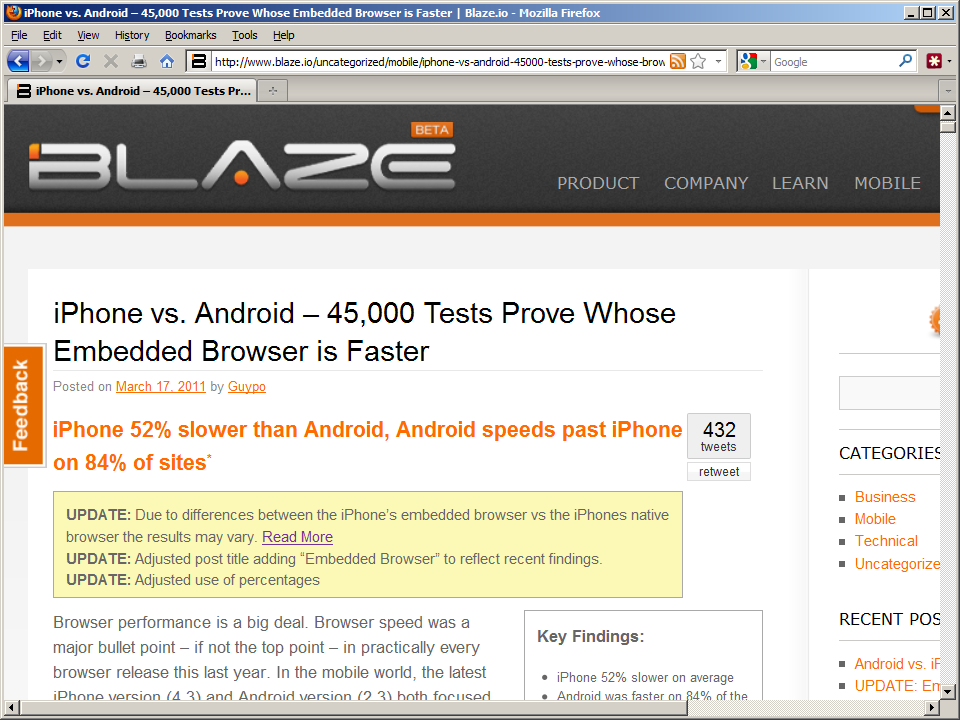 iPhone vs. Android – 45,000 Tests Prove Whose Embedded Browser is Faster | Blaze.io - Mozilla Firefox
File Edit View History Bookmarks Tools Help
http://www.blaze.io/uncategorized/mobile/iphone-vs-android-45000-tests-prove-whose-brow
Google
iPhone vs. Android – 45,000 Tests Pr...
BETA
BLAZE
PRODUCT COMPANY LEARN MOBILE
Feedback
iPhone vs. Android – 45,000 Tests Prove Whose
Embedded Browser is Faster
Posted on March 17, 2011 by Guypo
iPhone 52% slower than Android, Android speeds past iPhone
on 84% of sites*
432
tweets
retweet
UPDATE: Due to differences between the iPhone's embedded browser vs the iPhones native
browser the results may vary. Read More
UPDATE: Adjusted post title adding “Embedded Browser” to reflect recent findings.
UPDATE: Adjusted use of percentages
Browser performance is a big deal. Browser speed was a
major bullet point – if not the top point – in practically every
browser release this last year. In the mobile world, the latest
iPhone version (4.3) and Android version (2.3) both focused
Key Findings:
iPhone 52% slower on average
Android was faster on 84% of the
CATEGORIES
Business
Mobile
Technical
Uncategorize
RECENT POS
Android vs. iP
UPDATE: Em